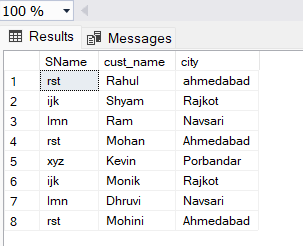 100 %
Results Messages
SName cust_name city
1 rst Rahul ahmedabad
2 ijk Shyam Rajkot
3 lmn Ram Navsari
4 rst Mohan Ahmedabad
5 xyz Kevin Porbandar
6 ijk Monik Rajkot
7 lmn Dhruvi Navsari
8 rst Mohini Ahmedabad